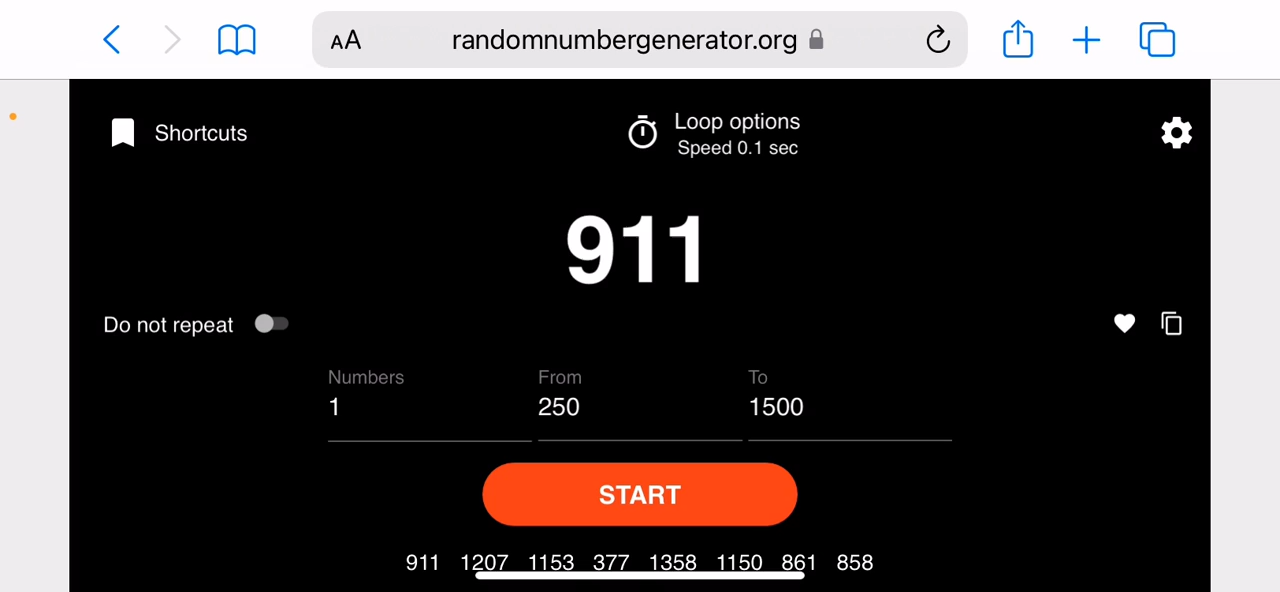 AA randomnumbergenerator.org
Shortcuts
Loop options
Speed 0.1 sec
911
Do not repeat
Numbers From To
1 250 1500
START
911 1207 1153 377 1358 1150 861 858